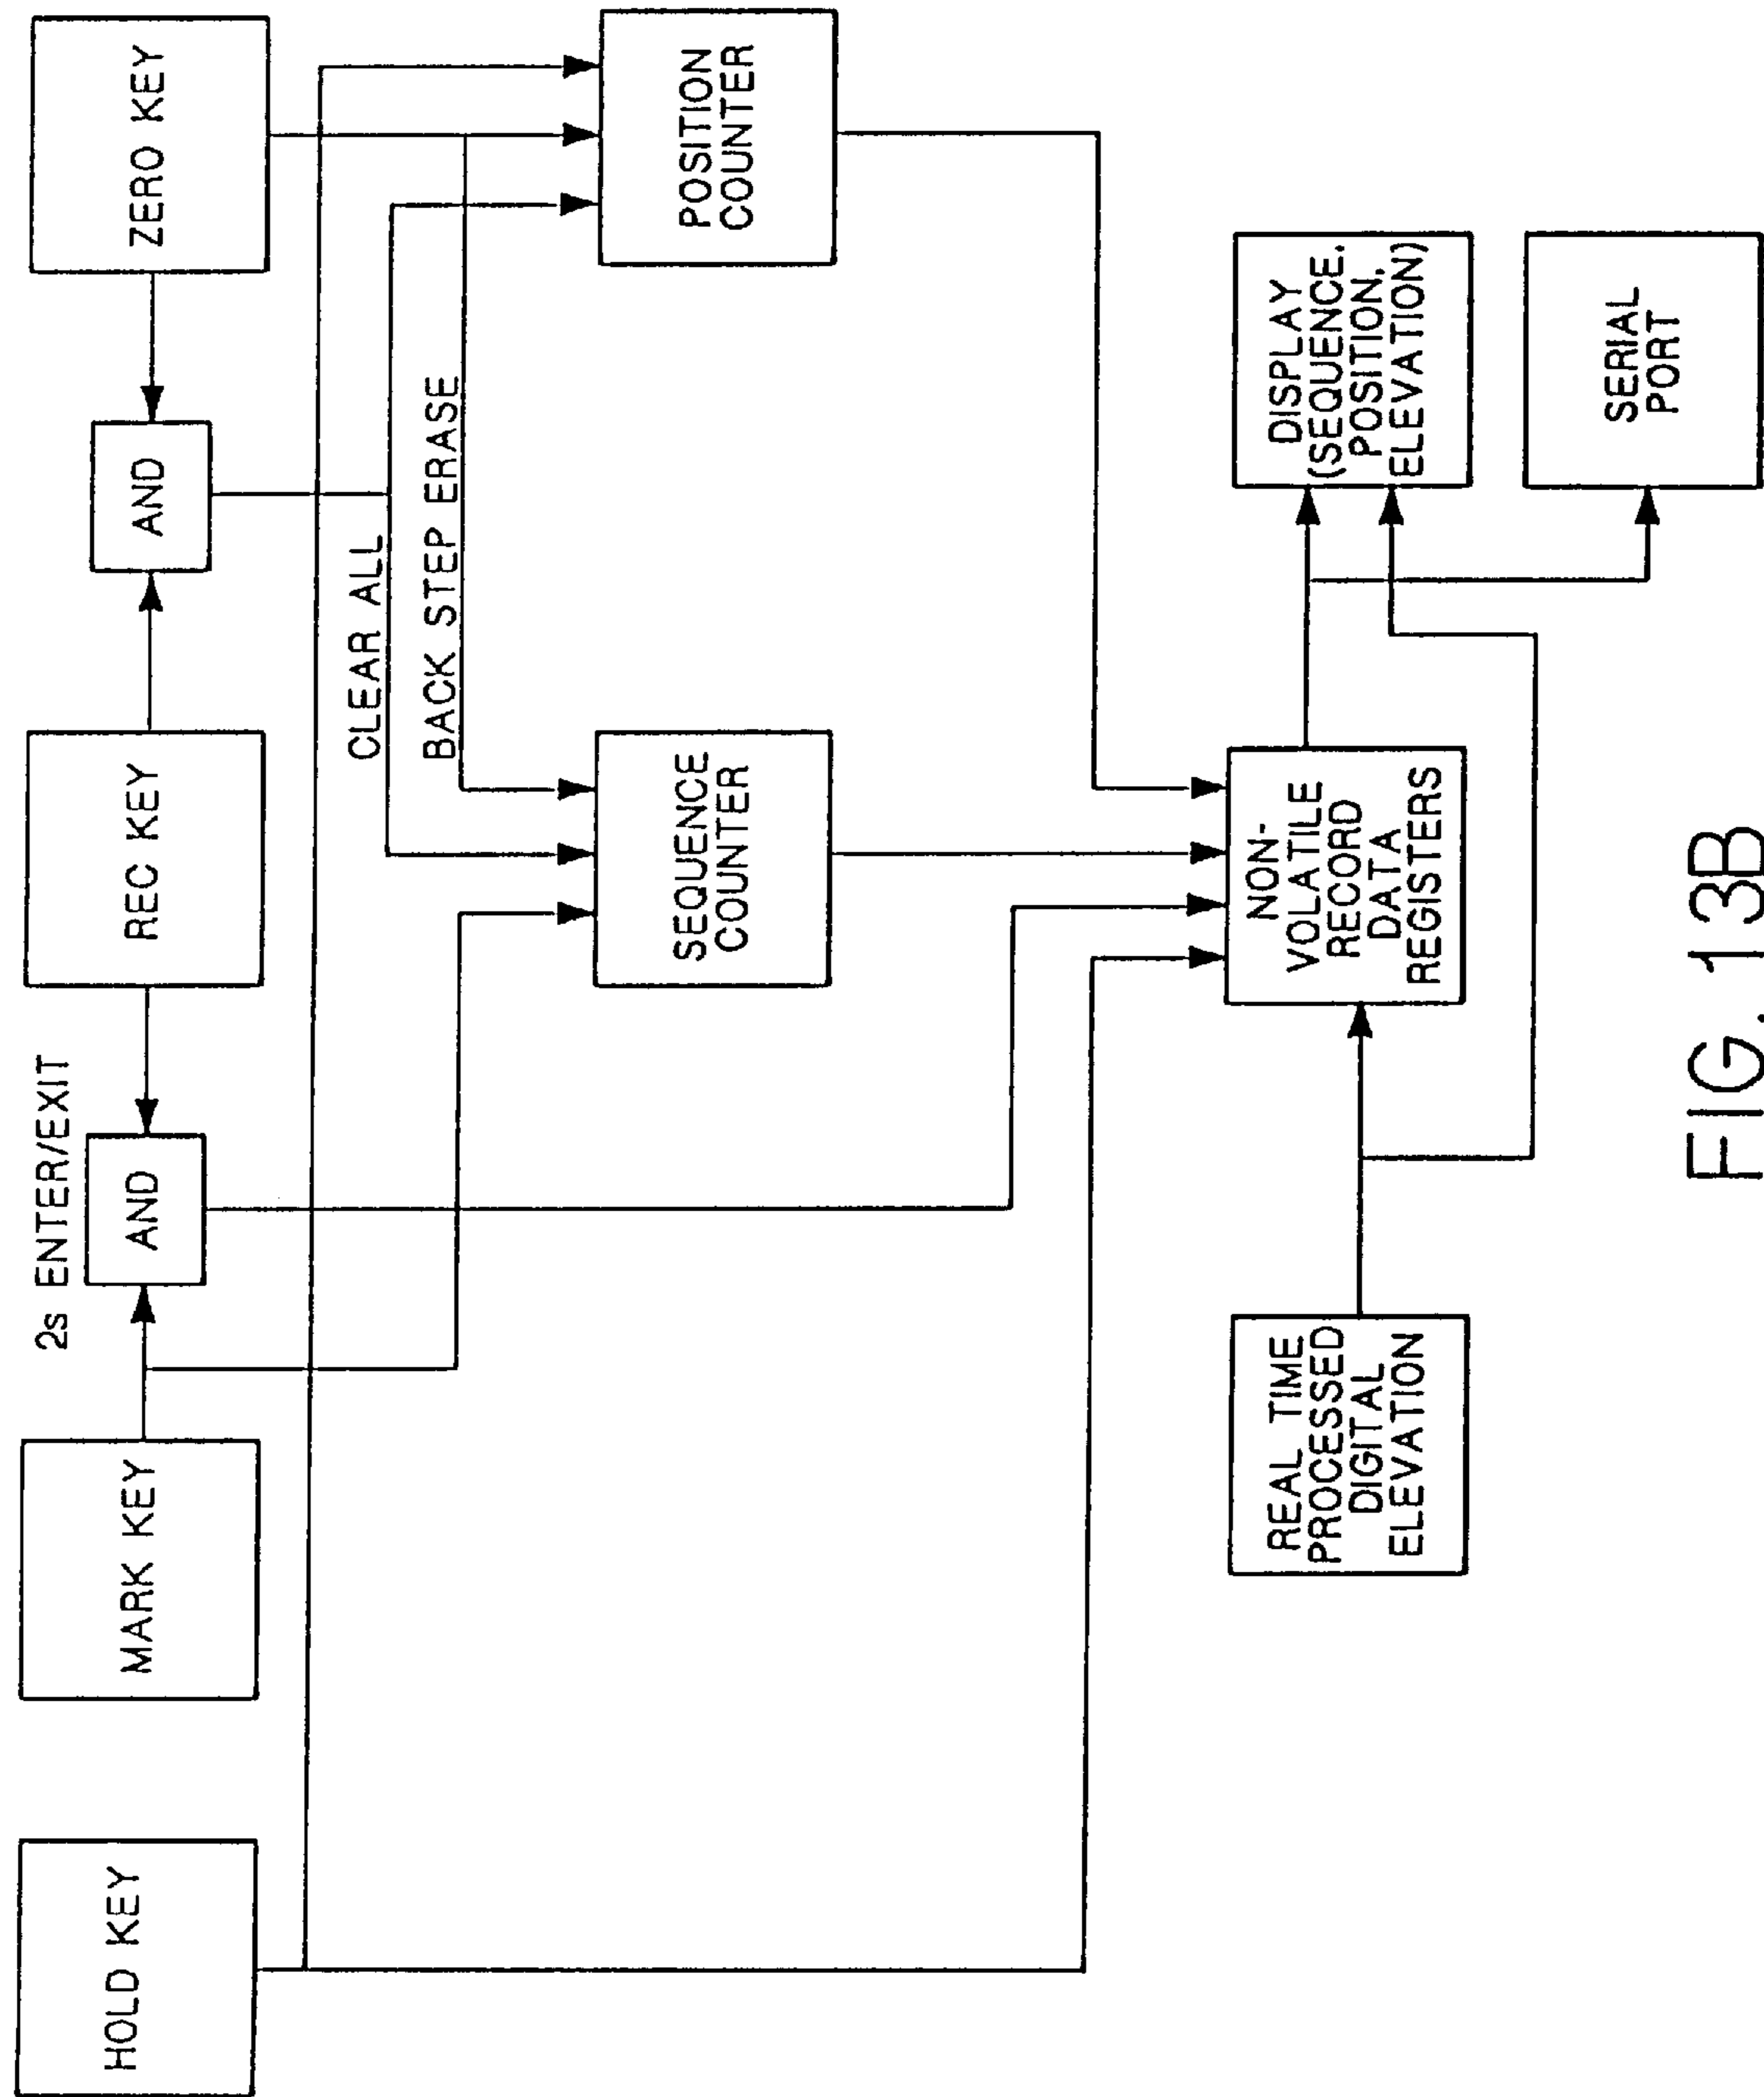 HOLD KEY
MARK KEY
2s ENTER/EXIT
AND
REC KEY
AND
ZERO KEY
CLEAR ALL
BACK STEP ERASE
SEQUENCE
COUNTER
POSITION
COUNTER
REAL TIME
PROCESSED
DIGITAL
ELEVATION
NON-
VOLATILE
RECORD
DATA
REGISTERS
DISPLAY
(SEQUENCE.
POSITION,
ELEVATION)
SERIAL
PORT
FIG. 13B